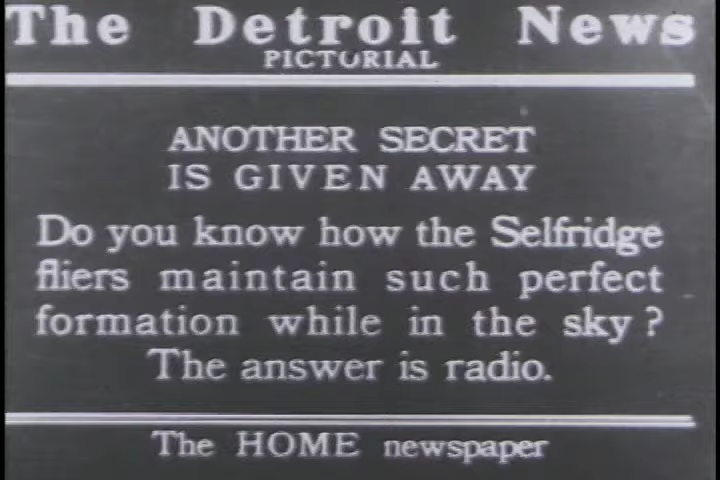 The Detroit News
PICTORIAL
ANOTHER SECRET
IS GIVEN AWAY
Do you know how the Selfridge
fliers maintain such perfect
formation while in the sky?
The answer is radio.
The HOME newspaper